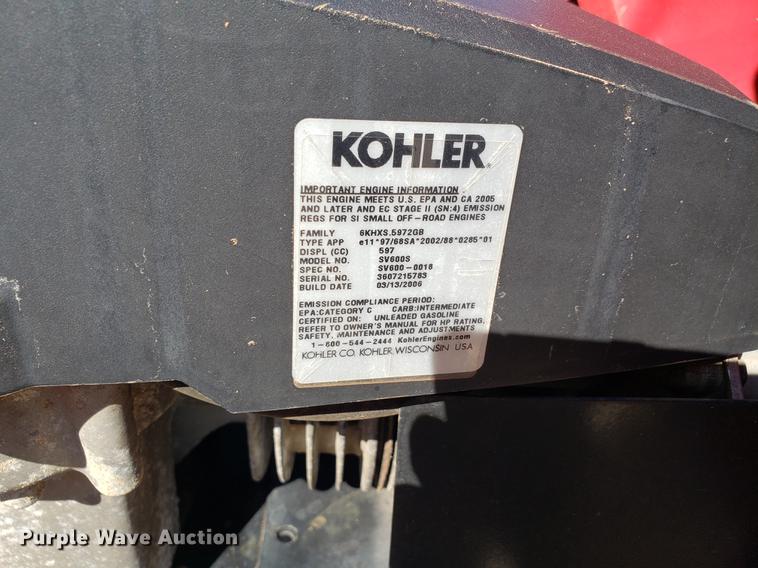 KOHLER®
IMPORTANT ENGINE INFORMATION
THIS ENGINE MEETS U.S. EPA AND CA 2005
AND LATER AND EC STAGE II (SN:4) EMISSION
REGS FOR SI SMALL OFF-ROAD ENGINES
FAMILY 6KHXS.5972GB
TYPE APP e11*97/68SA*2002/88*0285*01
DISPL (CC) 597
MODEL NO. SV600S
SPEC NO. SV600-0018
SERIAL NO. 3607215783
BUILD DATE 03/13/2006
EMISSION COMPLIANCE PERIOD:
EPA:CATEGORY C CARB:INTERMEDIATE
CERTIFIED ON: UNLEADED GASOLINE
REFER TO OWNER'S MANUAL FOR HP RATING,
SAFETY, MAINTENANCE AND ADJUSTMENTS
1-800-544-2444 KohlerEngines.com
KOHLER CO. KOHLER, WISCONSIN USA
Purple Wave Auction